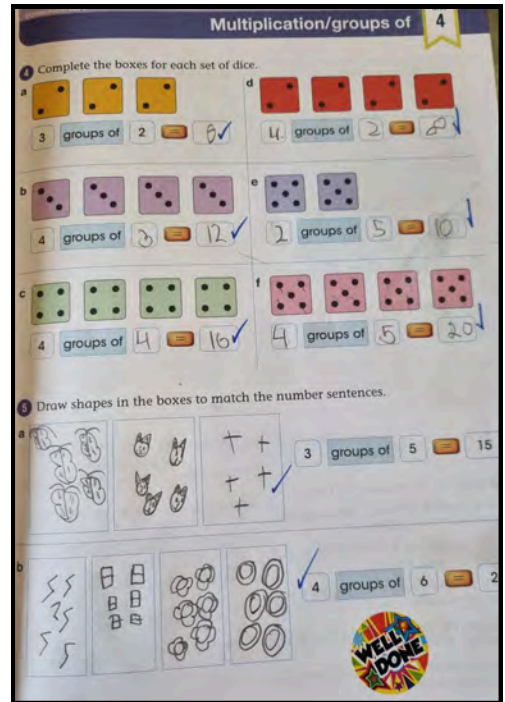 Multiplication/groups of 4
4 Complete the boxes for each set of dice.
a
3 groups of 2 = 6
d
4 groups of 2 = 8
b
4 groups of 3 = 12
e
2 groups of 5 = 10
c
4 groups of 4 = 16
f
4 groups of 5 = 20
5 Draw shapes in the boxes to match the number sentences.
a
3 groups of 5 = 15
b
4 groups of 6 = 2
WELL
DONE